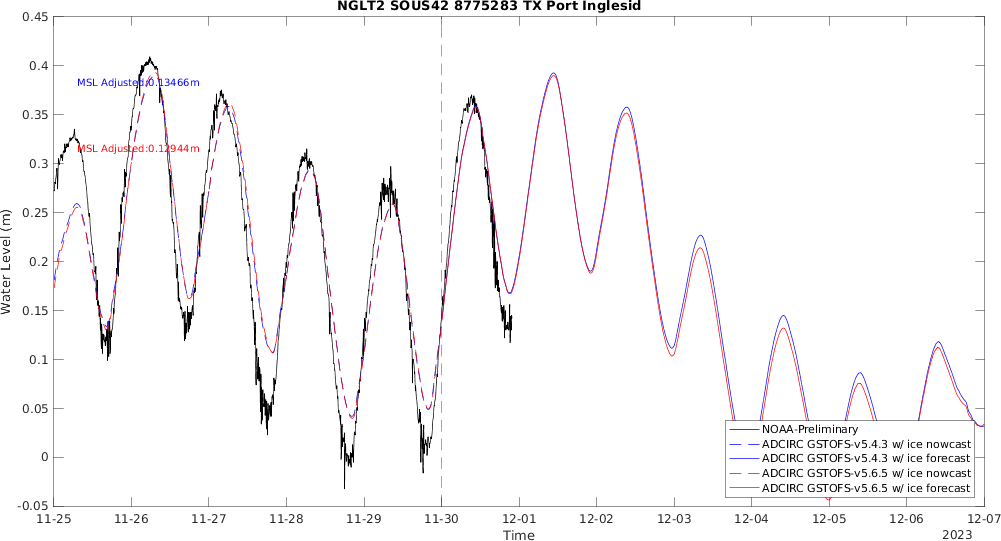 NGLT2 SOUS42 8775283 TX Port Inglesid
0.45
0.4
0.35
0.3
0.25
0.2
0.15
0.1
0.05
0
-0.05
Water Level (m)
MSL Adjusted:0.13466m
MSL Adjusted:0.12944m
NOAA-Preliminary
ADCIRC GSTOFS-v5.4.3 w/ ice nowcast
ADCIRC GSTOFS-v5.4.3 w/ ice forecast
ADCIRC GSTOFS-v5.6.5 w/ ice nowcast
ADCIRC GSTOFS-v5.6.5 w/ ice forecast
11-25 11-26 11-27 11-28 11-29 11-30 12-01 12-02 12-03 12-04 12-05 12-06 12-07
Time
2023